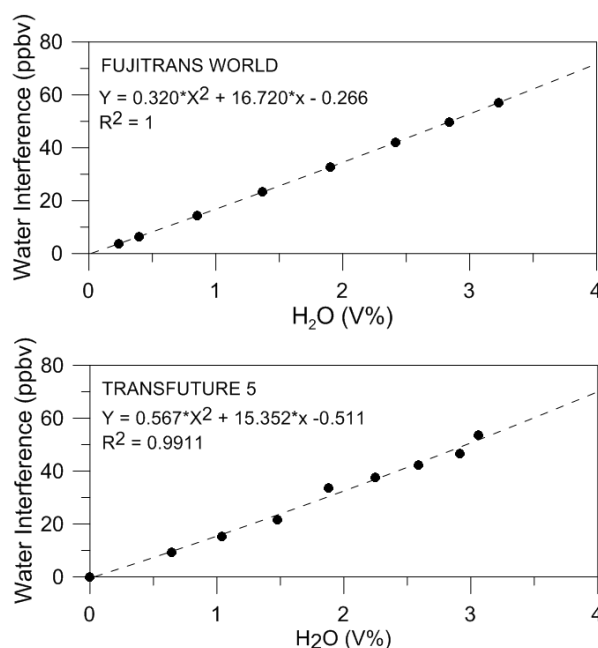 80
60
40
20
0
Water Interference (ppbv)
FUJITRANS WORLD
Y = 0.320*X² + 16.720*x - 0.266
R² = 1
0 1 2 3 4
H₂O (V%)
80
60
40
20
0
Water Interference (ppbv)
TRANSFUTURE 5
Y = 0.567*X² + 15.352*x -0.511
R² = 0.9911
0 1 2 3 4
H₂O (V%)